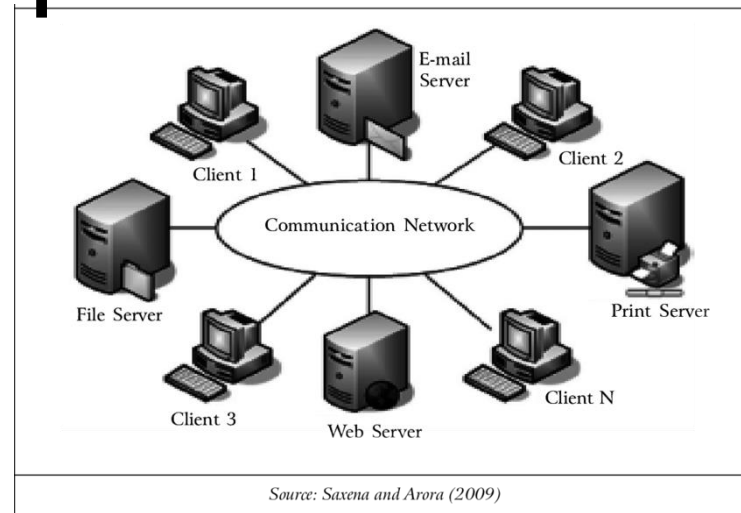 E-mail
Server
Client 1
Client 2
Communication Network
File Server
Print Server
Client 3
Client N
Web Server
Source: Saxena and Arora (2009)